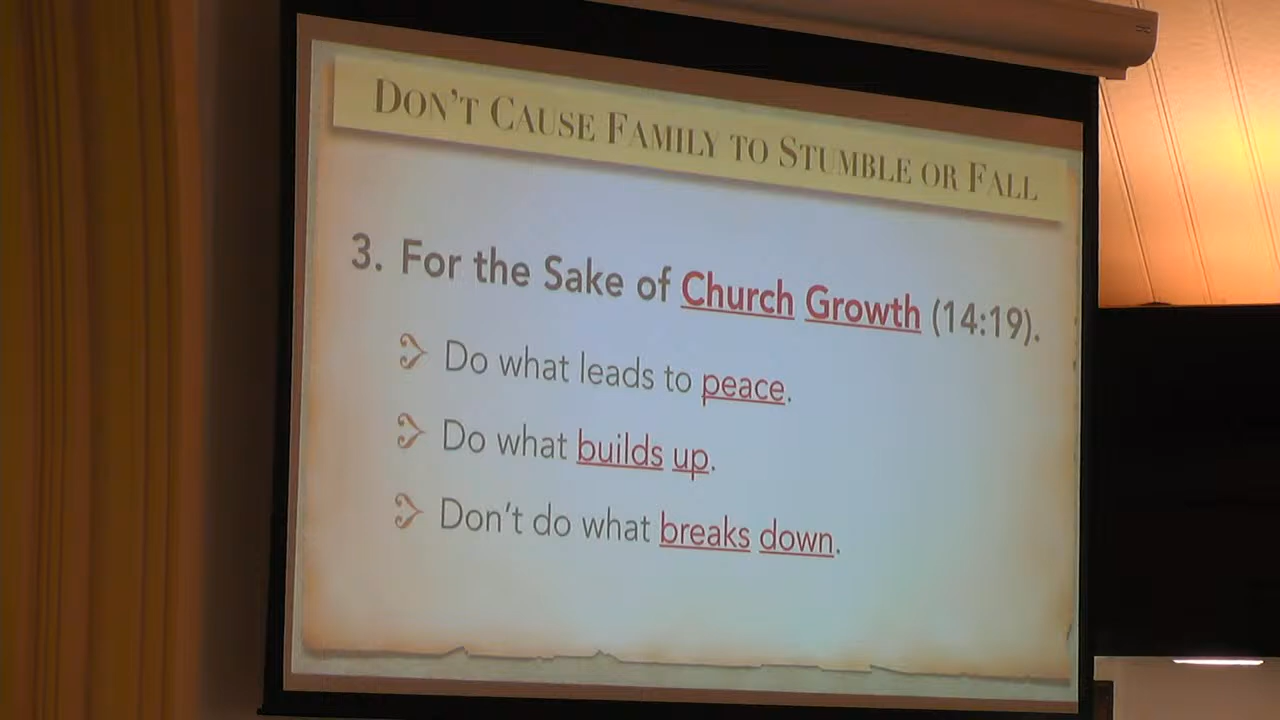 DON'T CAUSE FAMILY TO STUMBLE OR FALL
3. For the Sake of Church Growth (14:19).
Do what leads to peace.
Do what builds up.
Don't do what breaks down.